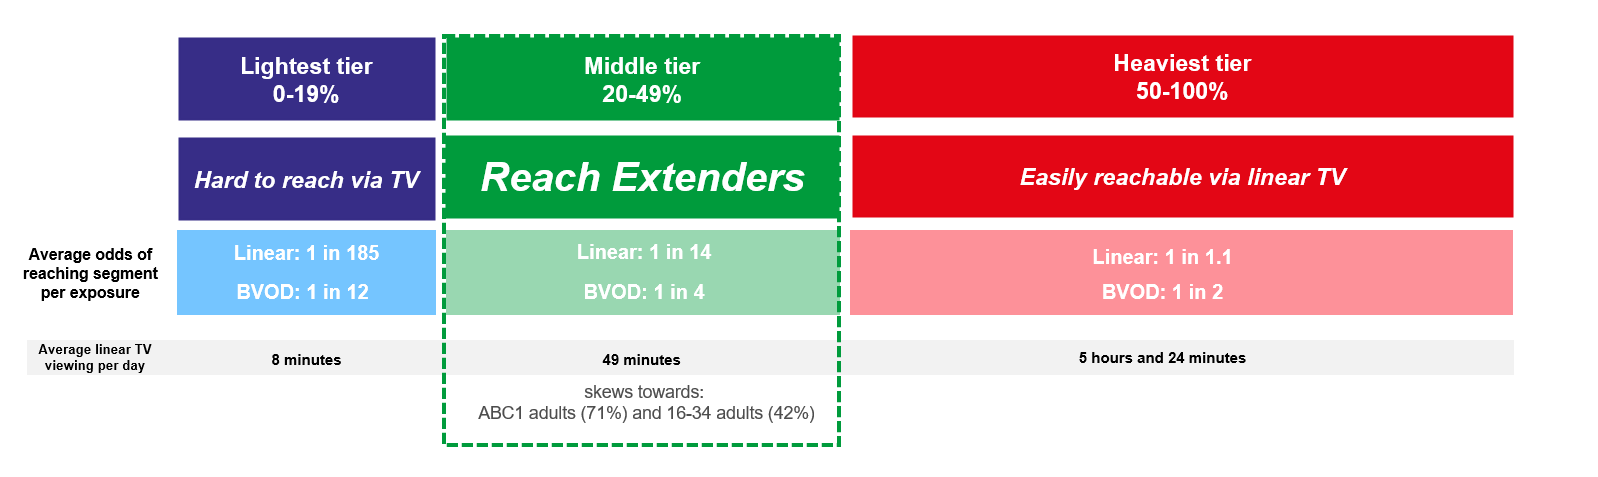 Lightest tier
0-19%
Middle tier
20-49%
Heaviest tier
50-100%
Hard to reach via TV
Reach Extenders
Easily reachable via linear TV
Average odds of
reaching segment
per exposure
Linear: 1 in 185
BVOD: 1 in 12
Linear: 1 in 14
BVOD: 1 in 4
Linear: 1 in 1.1
BVOD: 1 in 2
Average linear TV
viewing per day
8 minutes
49 minutes
5 hours and 24 minutes
skews towards:
ABC1 adults (71%) and 16-34 adults (42%)